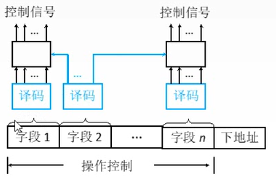 控制信号 控制信号
... ...
... ... ...
译码 译码 译码
字段 1 字段 2 ... 字段 n 下地址
操作控制